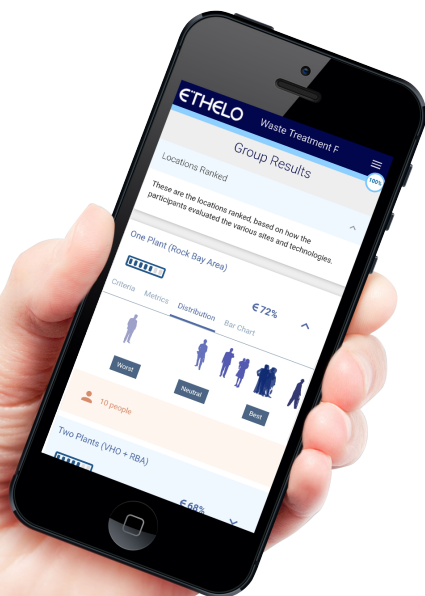 ETHELO
Waste Treatment F
100%
Group Results
Locations Ranked
These are the locations ranked, based on how the
participants evaluated the various sites and technologies.
One Plant (Rock Bay Area)
72%
Criteria Metrics Distribution Bar Chart
Worst Neutral Best
10 people
Two Plants (VHO + RBA)
68%